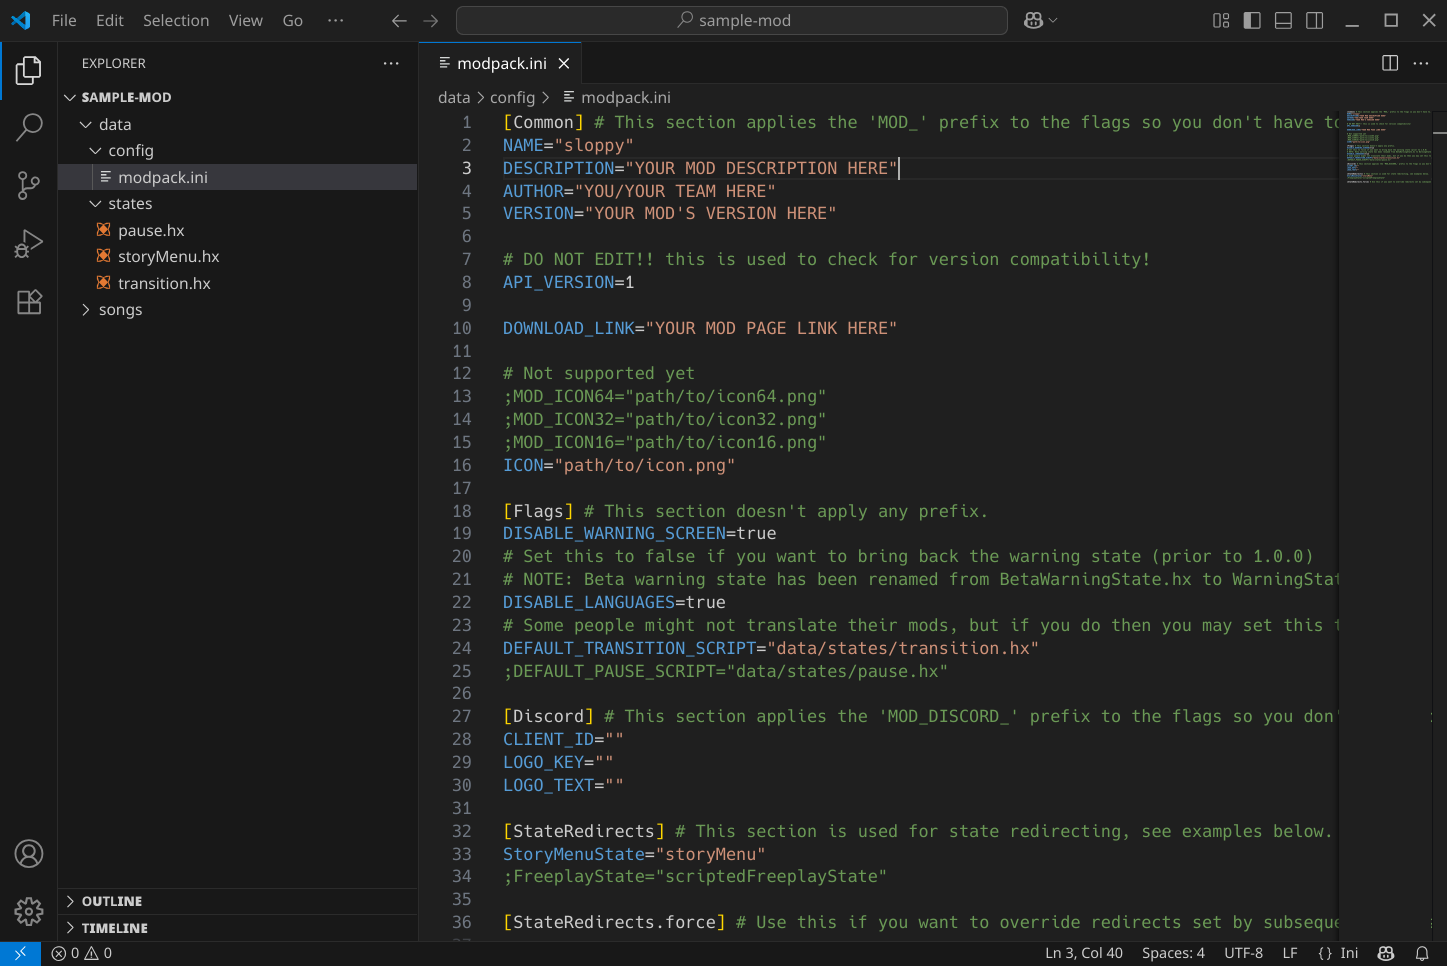 File Edit Selection View Go ··· sample-mod
EXPLORER ···
SAMPLE-MOD
data
config
modpack.ini
states
pause.hx
storyMenu.hx
transition.hx
songs
OUTLINE
TIMELINE
modpack.ini
data > config > modpack.ini
1 [Common] # This section applies the 'MOD_' prefix to the flags so you don't have to
2 NAME="sloppy"
3 DESCRIPTION="YOUR MOD DESCRIPTION HERE"
4 AUTHOR="YOU/YOUR TEAM HERE"
5 VERSION="YOUR MOD'S VERSION HERE"
6
7 # DO NOT EDIT!! this is used to check for version compatibility!
8 API_VERSION=1
9
10 DOWNLOAD_LINK="YOUR MOD PAGE LINK HERE"
11
12 # Not supported yet
13 ;MOD_ICON64="path/to/icon64.png"
14 ;MOD_ICON32="path/to/icon32.png"
15 ;MOD_ICON16="path/to/icon16.png"
16 ICON="path/to/icon.png"
17
18 [Flags] # This section doesn't apply any prefix.
19 DISABLE_WARNING_SCREEN=true
20 # Set this to false if you want to bring back the warning state (prior to 1.0.0)
21 # NOTE: Beta warning state has been renamed from BetaWarningState.hx to WarningStat
22 DISABLE_LANGUAGES=true
23 # Some people might not translate their mods, but if you do then you may set this t
24 DEFAULT_TRANSITION_SCRIPT="data/states/transition.hx"
25 ;DEFAULT_PAUSE_SCRIPT="data/states/pause.hx"
26
27 [Discord] # This section applies the 'MOD_DISCORD_' prefix to the flags so you don'
28 CLIENT_ID=""
29 LOGO_KEY=""
30 LOGO_TEXT=""
31
32 [StateRedirects] # This section is used for state redirecting, see examples below.
33 StoryMenuState="storyMenu"
34 ;FreeplayState="scriptedFreeplayState"
35
36 [StateRedirects.force] # Use this if you want to override redirects set by subseque
0 0 Ln 3, Col 40 Spaces: 4 UTF-8 LF {} Ini